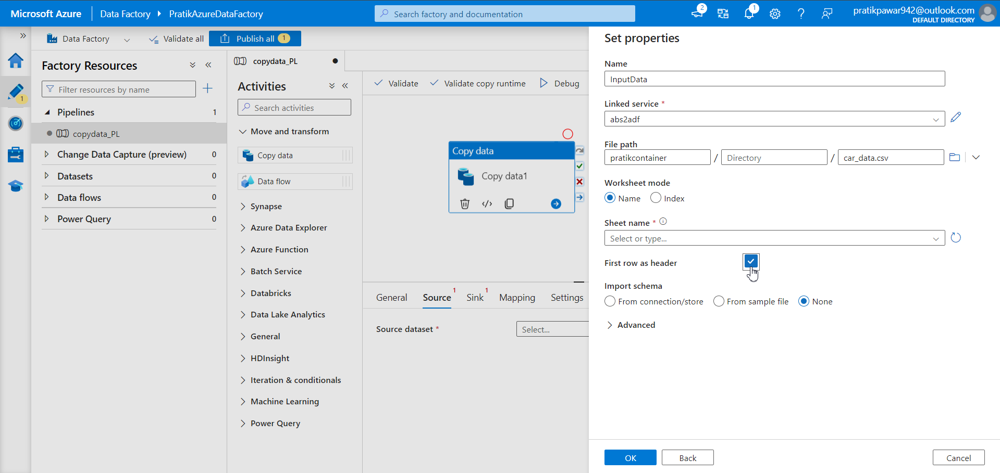 Microsoft Azure
Data Factory
PratikAzureDataFactory
Search factory and documentation
2
1
pratikpawar942@outlook.com
DEFAULT DIRECTORY
Data Factory
Validate all
Publish all 1
1
Factory Resources
Filter resources by name
Pipelines 1
copydata_PL
Change Data Capture (preview) 0
Datasets 0
Data flows 0
Power Query 0
copydata_PL
Activities
Search activities
Move and transform
Copy data
Data flow
Synapse
Azure Data Explorer
Azure Function
Batch Service
Databricks
Data Lake Analytics
General
HDInsight
Iteration & conditionals
Machine Learning
Power Query
Validate
Validate copy runtime
Debug
Copy data
Copy data1
General
Source 1
Sink 1
Mapping
Settings
Source dataset *
Select...
Set properties
Name
InputData
Linked service *
abs2adf
File path
pratikcontainer / Directory / car_data.csv
Worksheet mode
Name
Index
Sheet name *
Select or type...
First row as header
Import schema
From connection/store
From sample file
None
Advanced
OK
Back
Cancel